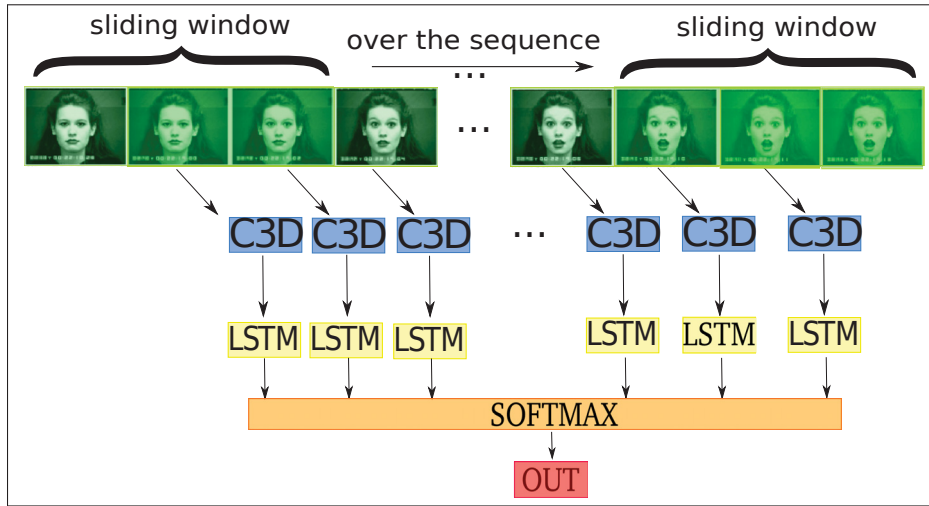 sliding window over the sequence sliding window
... ...
C3D C3D C3D ... C3D C3D C3D
LSTM LSTM LSTM LSTM LSTM LSTM
SOFTMAX
OUT